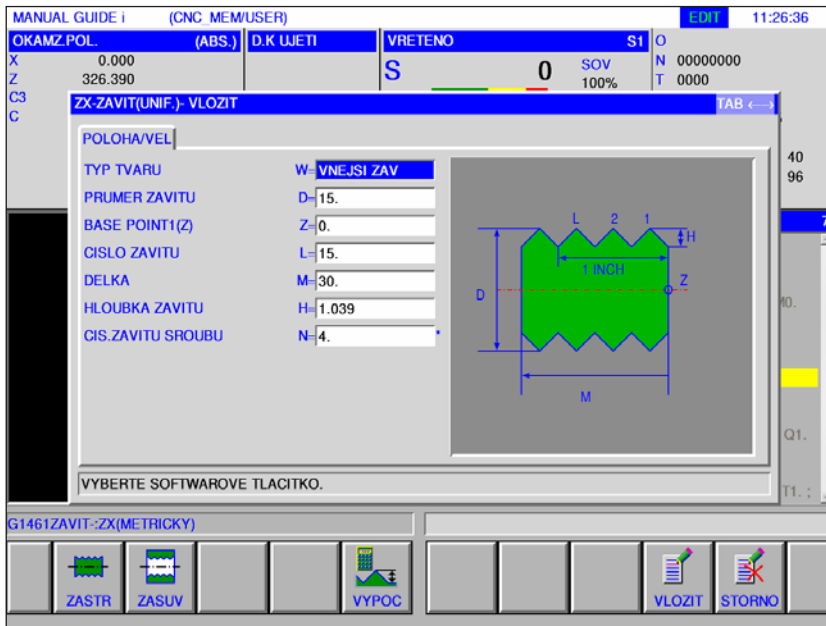 MANUAL GUIDE i (CNC_MEM/USER) EDIT 11:26:36
OKAMZ.POL. (ABS.) D.K UJETI VRETENO S1 O
X 0.000 N 00000000
Z 326.390 S 0 SOV 100% T 0000
C3
C
ZX-ZAVIT(UNIF.)- VLOZIT TAB ←→
POLOHA/VEL
TYP TVARU W= VNEJSI ZAV
PRUMER ZAVITU D= 15.
BASE POINT1(Z) Z= 0.
CISLO ZAVITU L= 15.
DELKA M= 30.
HLOUBKA ZAVITU H= 1.039
CIS.ZAVITU SROUBU N= 4.
L 2 1
H
1 INCH
D
Z
M
40
96
7
Q1.
T1. ;
VYBERTE SOFTWAROVE TLACITKO.
G1461ZAVIT-:ZX(METRICKY)
ZASTR ZASUV VYPOC VLOZIT STORNO